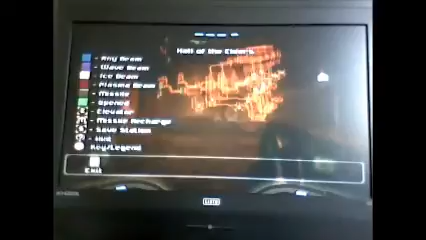 Hall of the Elders
- Any Beam
- Wave Beam
- Ice Beam
- Plasma Beam
- Missile
- Opened
- Elevator
- Missile Recharge
- Save Station
- Hint
Key/Legend
Exit